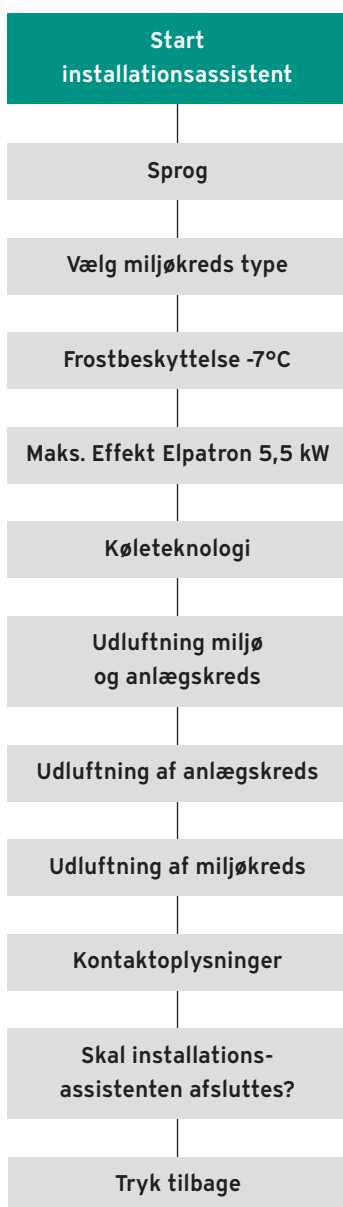 Start
installationsassistent
Sprog
Vælg miljøkreds type
Frostbeskyttelse -7°C
Maks. Effekt Elpatron 5,5 kW
Køleteknologi
Udluftning miljø
og anlægskreds
Udluftning af anlægskreds
Udluftning af miljøkreds
Kontaktoplysninger
Skal installations-
assistenten afsluttes?
Tryk tilbage